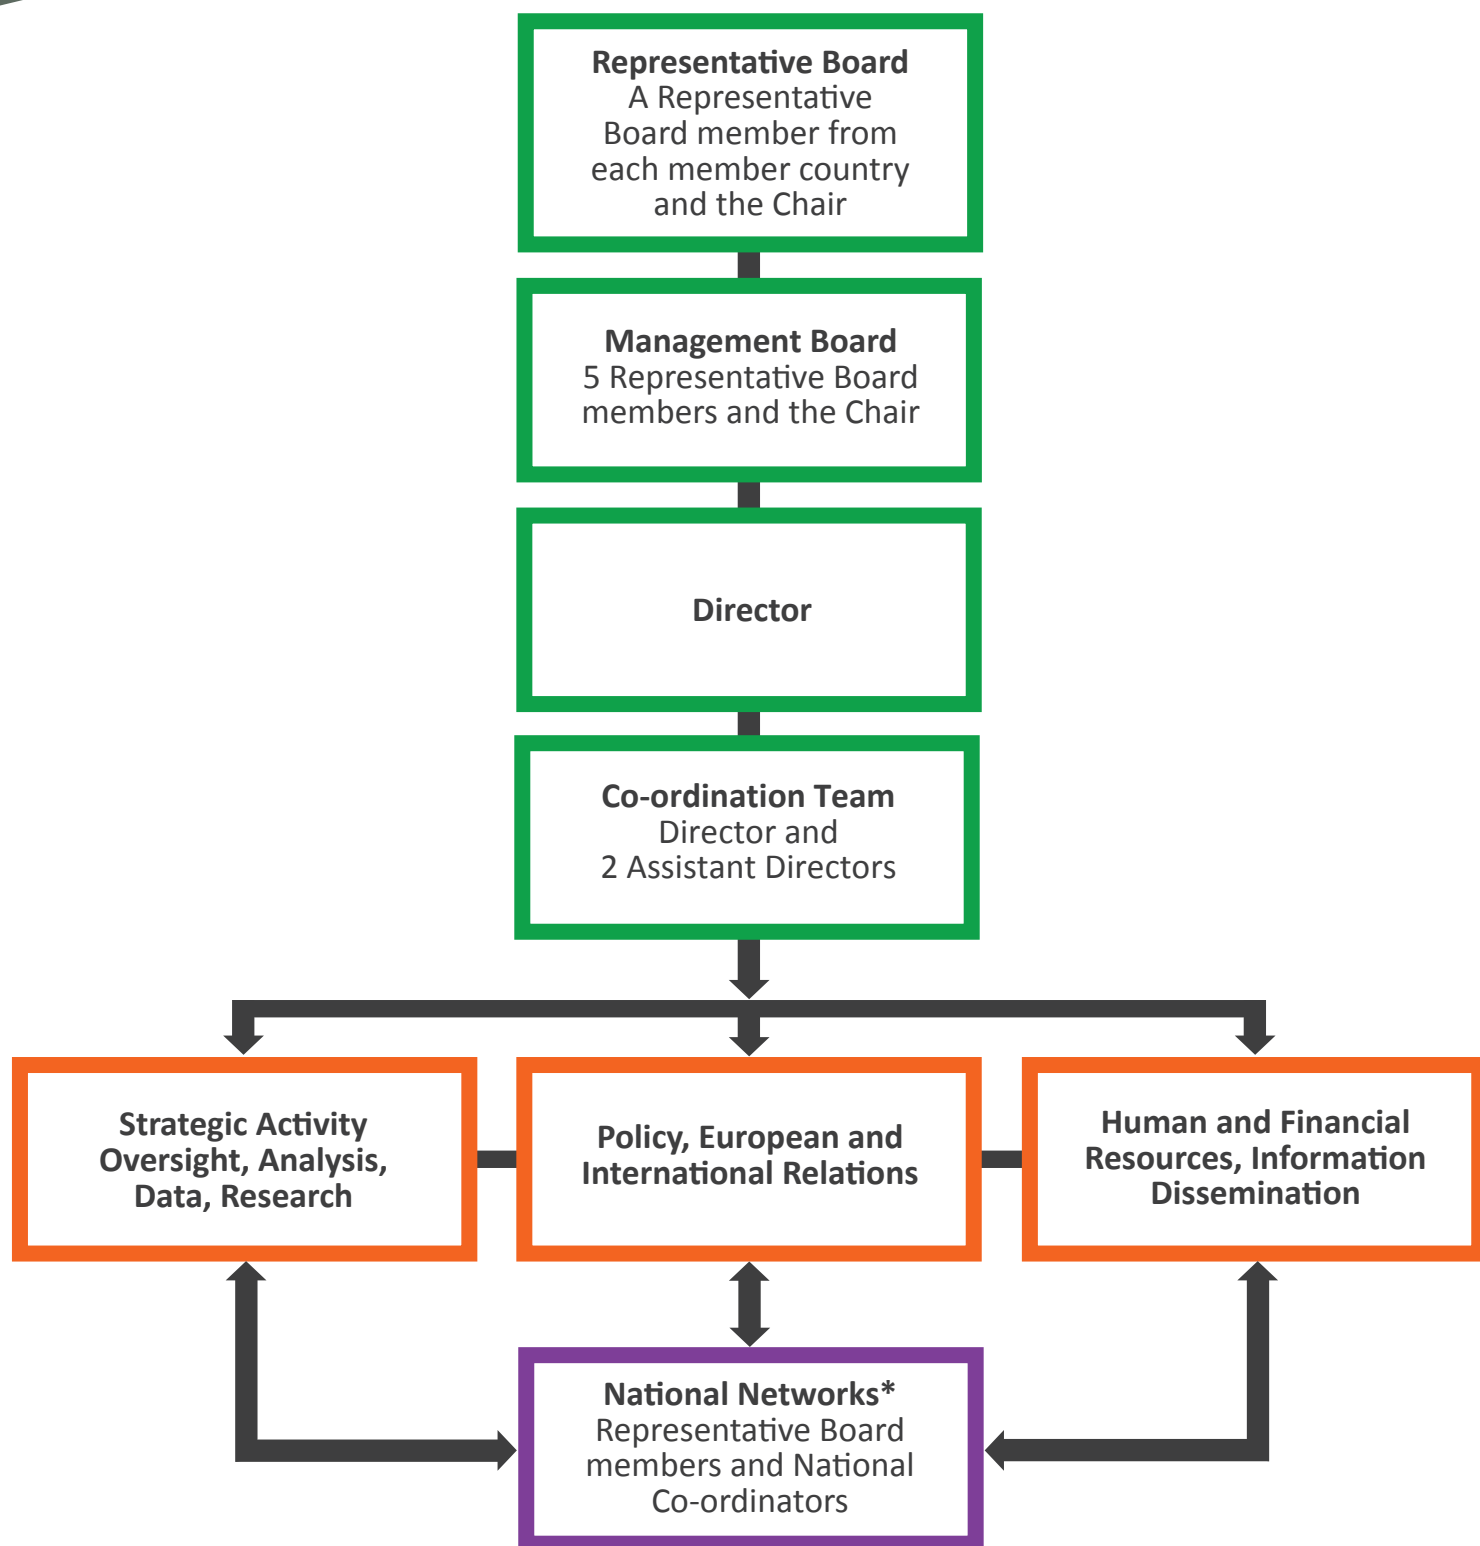 Representative Board
A Representative
Board member from
each member country
and the Chair
Management Board
5 Representative Board
members and the Chair
Director
Co-ordination Team
Director and
2 Assistant Directors
Strategic Activity
Oversight, Analysis,
Data, Research
Policy, European and
International Relations
Human and Financial
Resources, Information
Dissemination
National Networks*
Representative Board
members and National
Co-ordinators